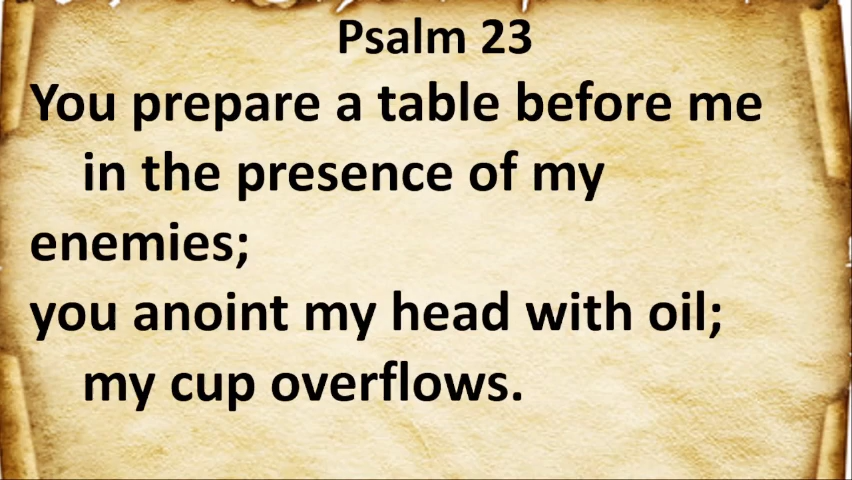 Psalm 23
You prepare a table before me
in the presence of my
enemies;
you anoint my head with oil;
my cup overflows.